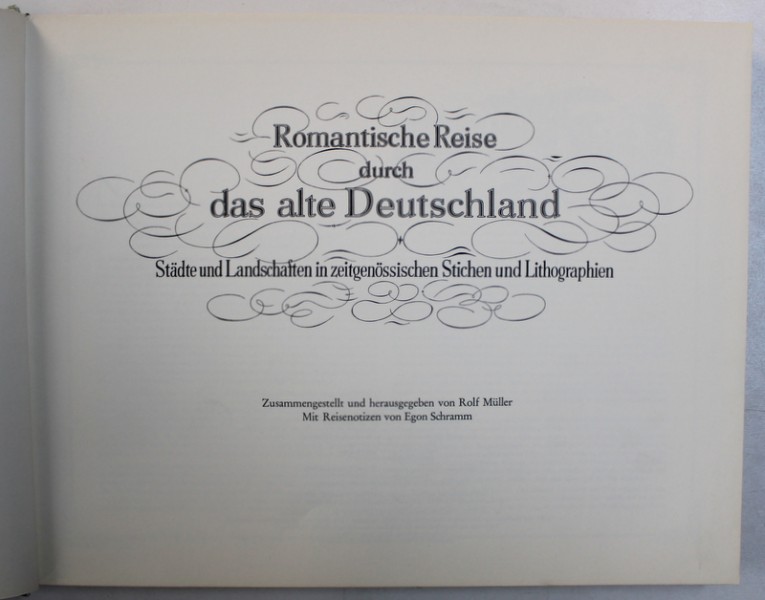 Romantische Reise
durch
das alte Deutschland
Städte und Landschaften in zeitgenössischen Stichen und Lithographien
Zusammengestellt und herausgegeben von Rolf Müller
Mit Reisenotizen von Egon Schramm